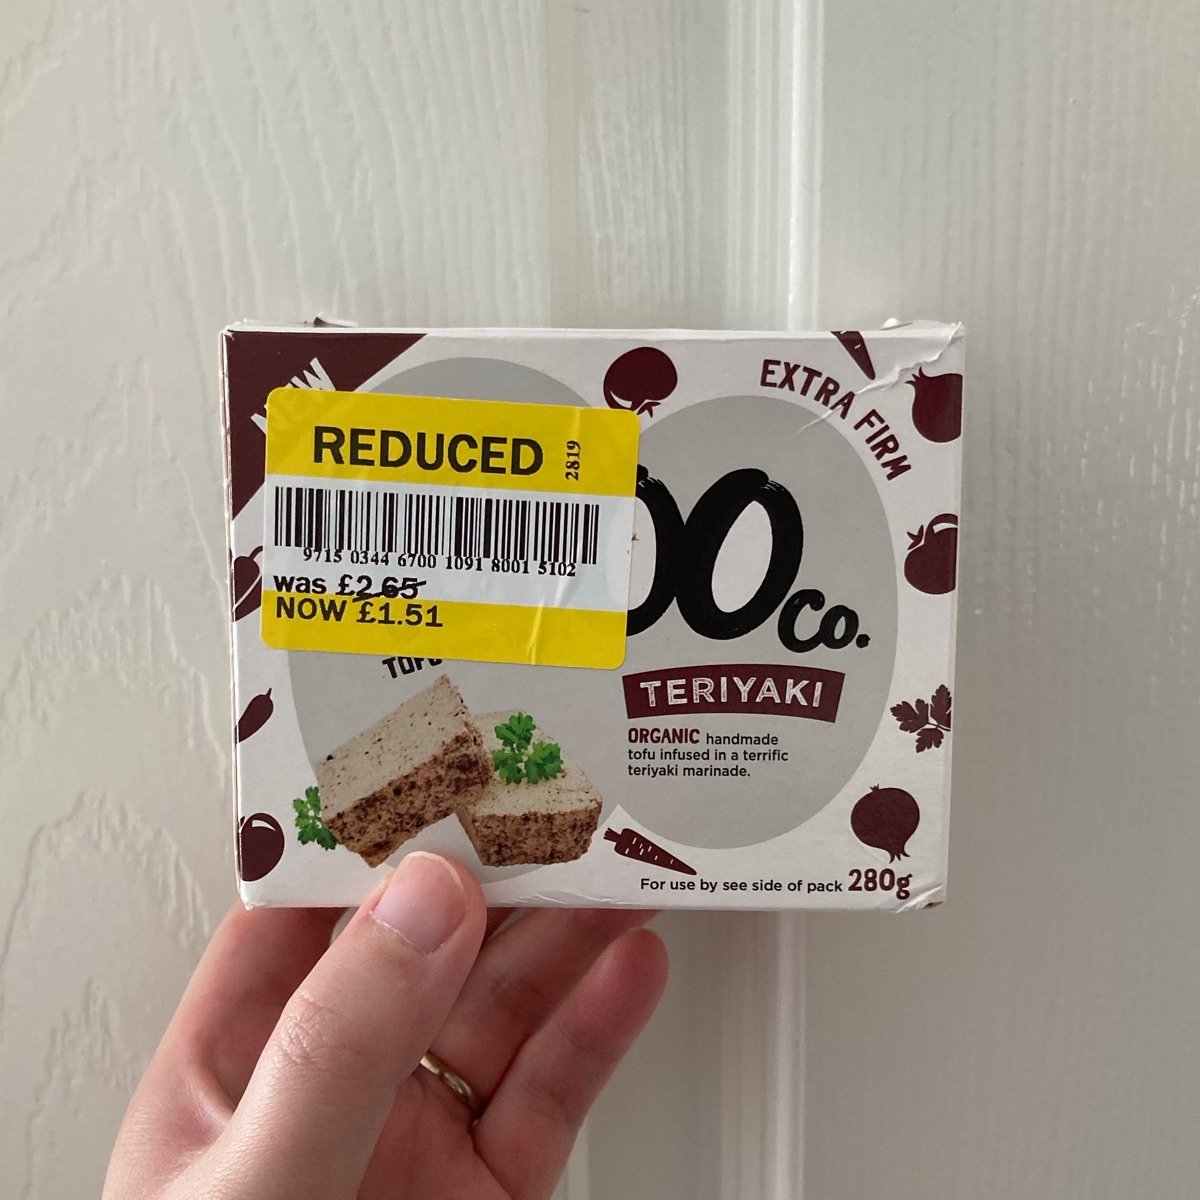 NEW
EXTRA FIRM
REDUCED 2819
9715 0344 6700 1091 8001 5102
was £2.65
NOW £1.51
OO Co.
TOFU
TERIYAKI
ORGANIC handmade
tofu infused in a terrific
teriyaki marinade.
For use by see side of pack 280g